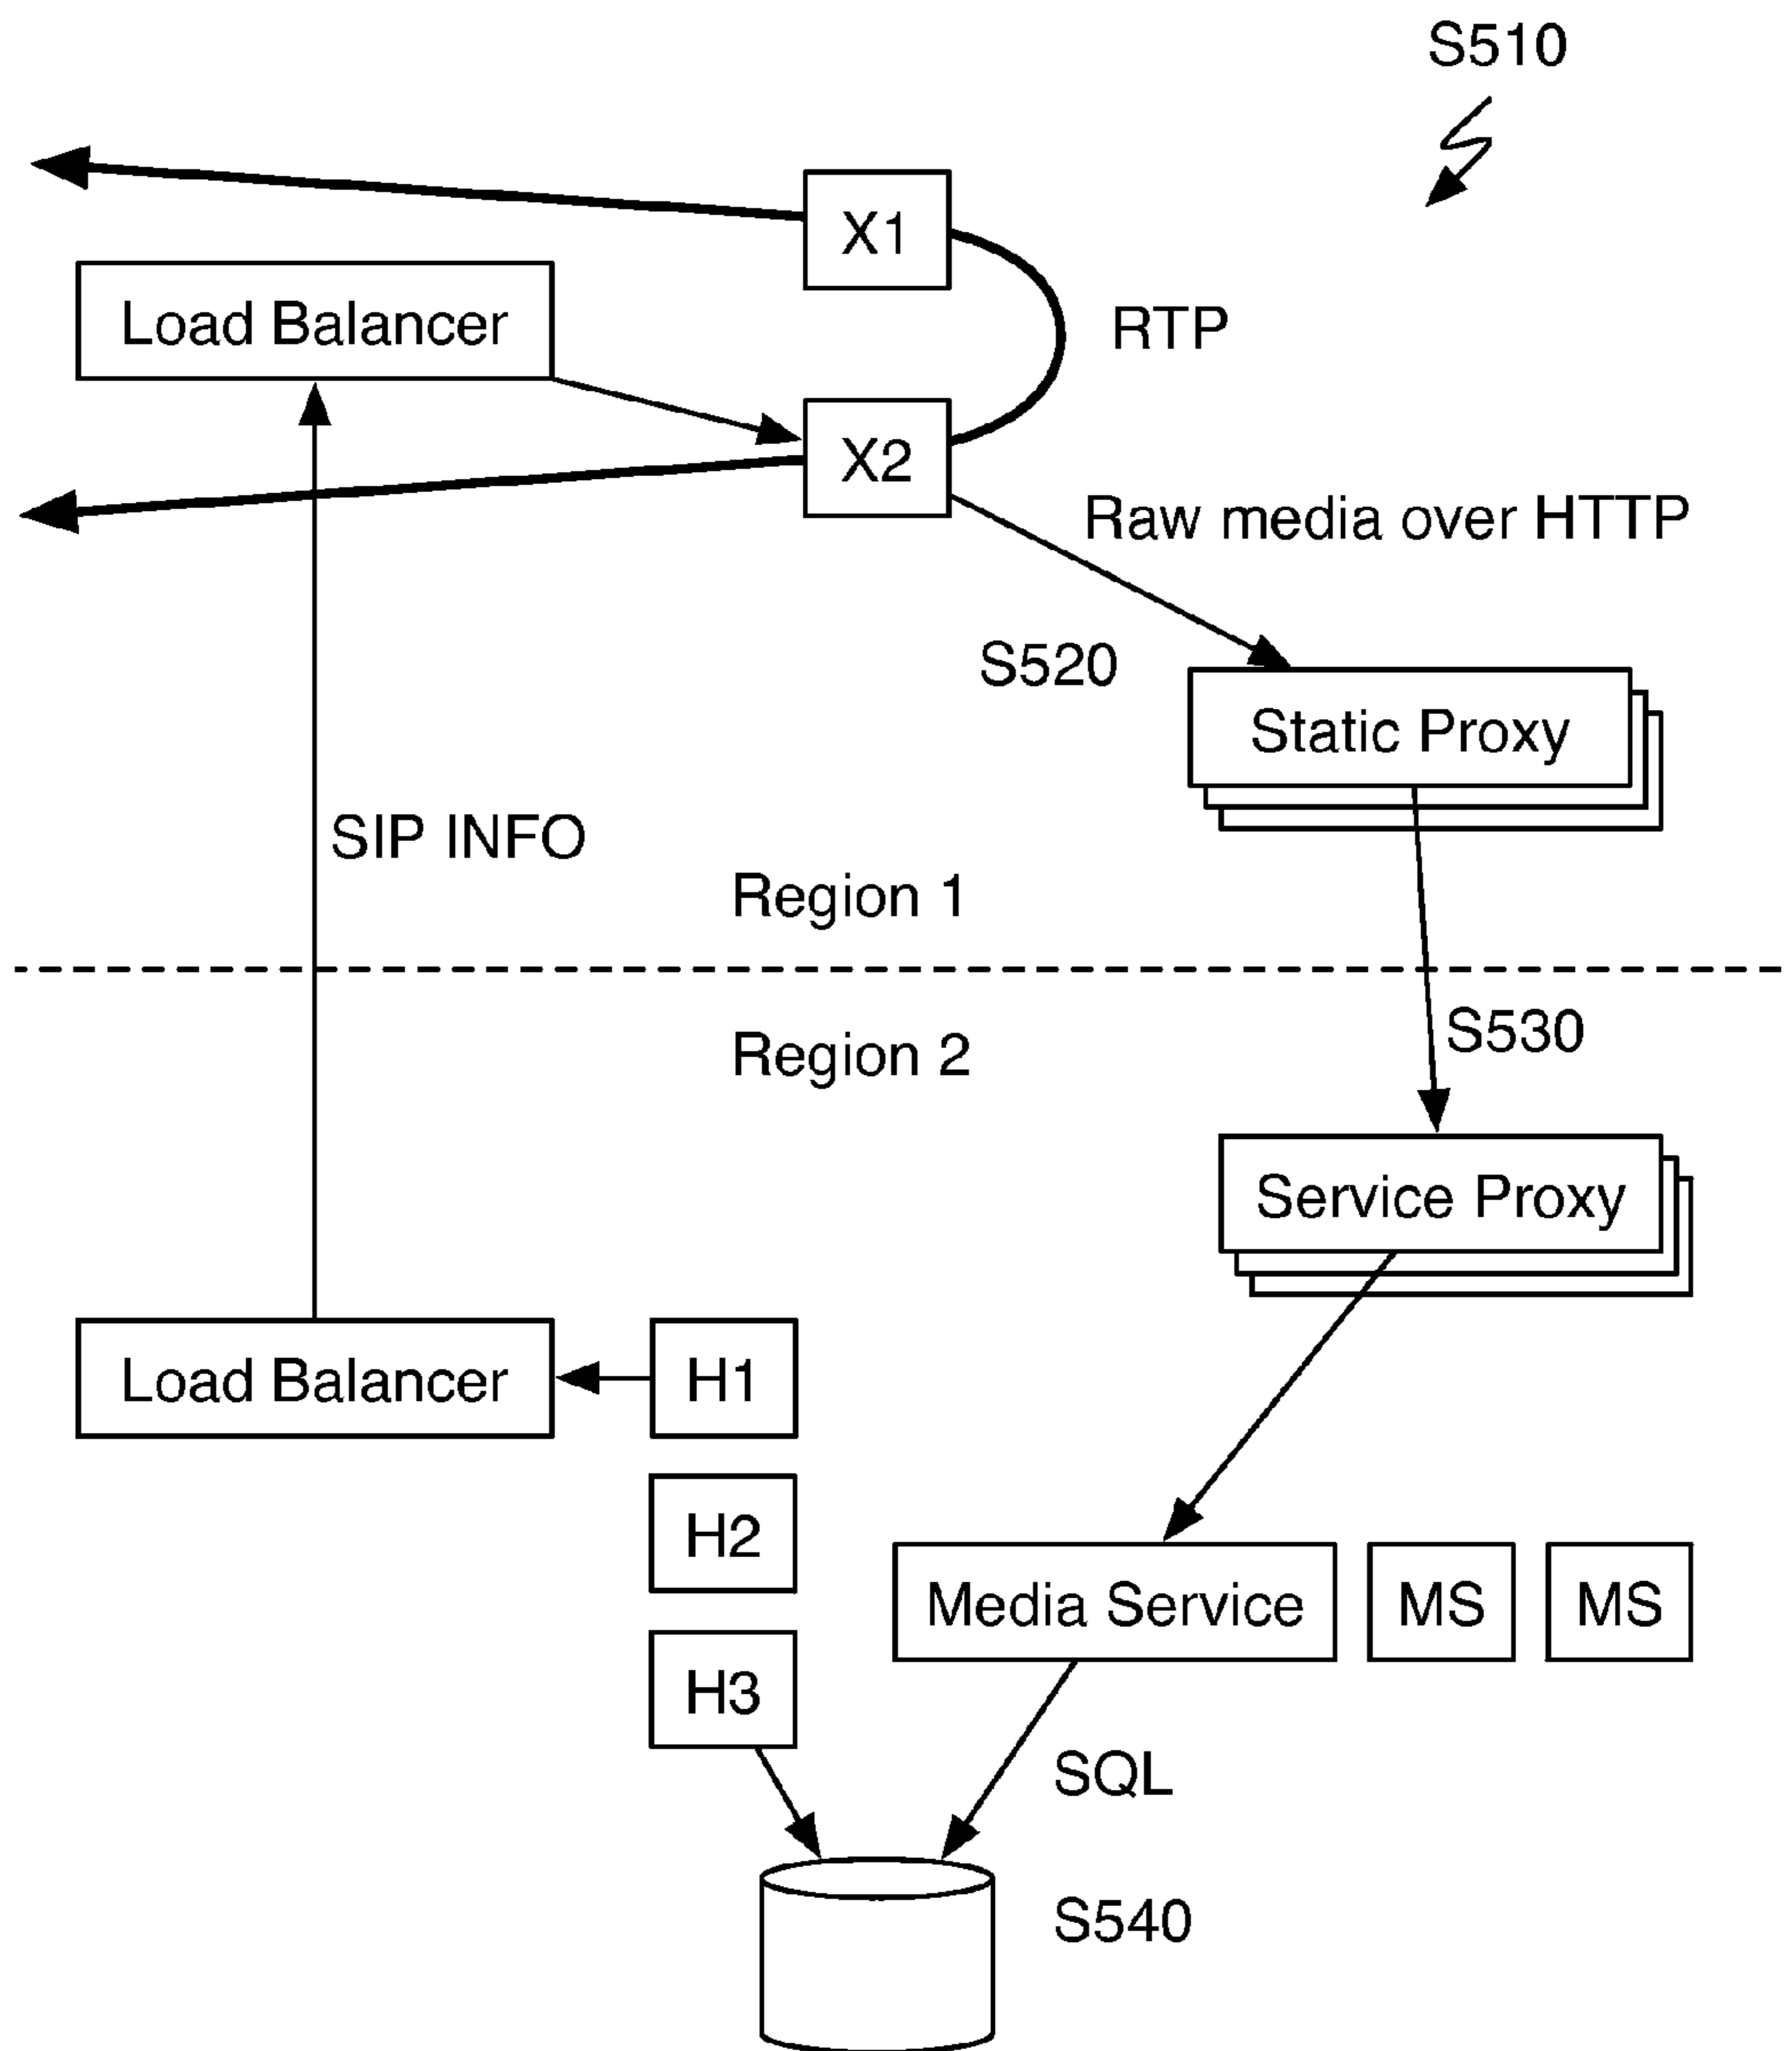 S510
X1
Load Balancer
RTP
X2
Raw media over HTTP
S520
Static Proxy
SIP INFO
Region 1
Region 2
S530
Service Proxy
Load Balancer
H1
H2
Media Service
MS
MS
H3
SQL
S540